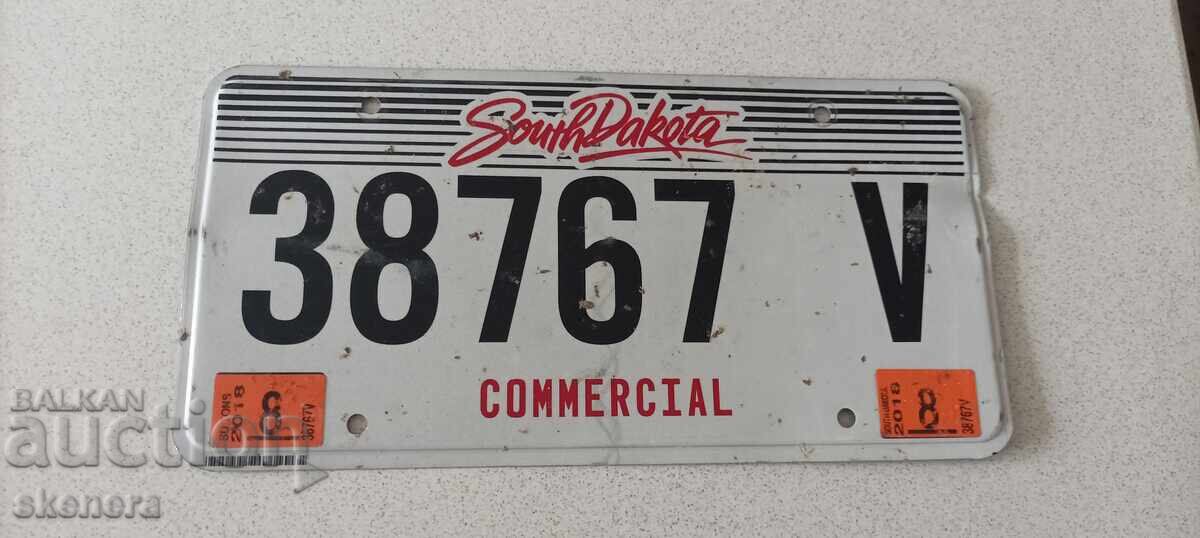 South Dakota
38767 V
COMMERCIAL
2018
38767V
2018
38767V
BALKAN
auction
skenera